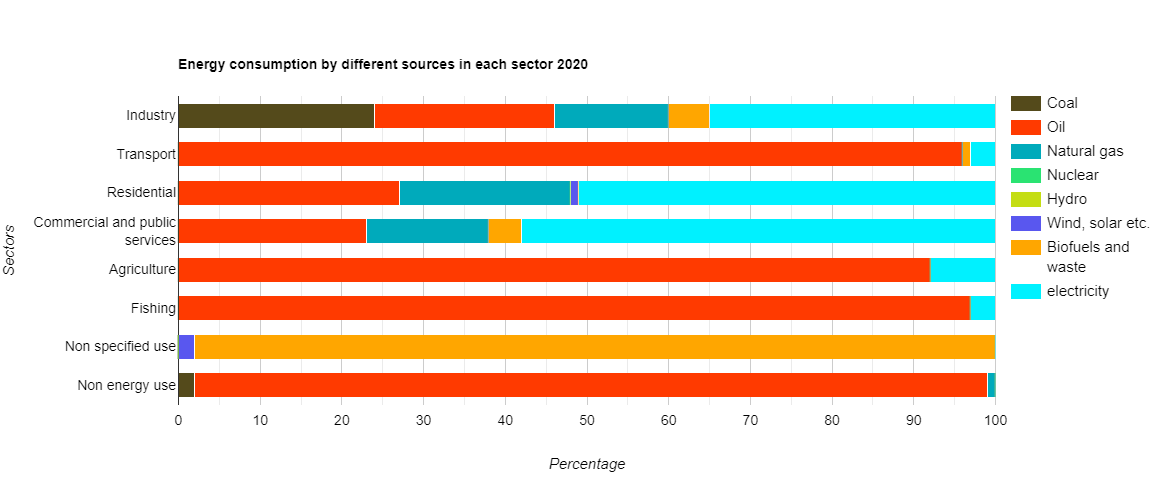 Energy consumption by different sources in each sector 2020
Industry
Transport
Residential
Commercial and public
services
Agriculture
Fishing
Non specified use
Non energy use
Sectors
0 10 20 30 40 50 60 70 80 90 100
Percentage
Coal
Oil
Natural gas
Nuclear
Hydro
Wind, solar etc.
Biofuels and
waste
electricity